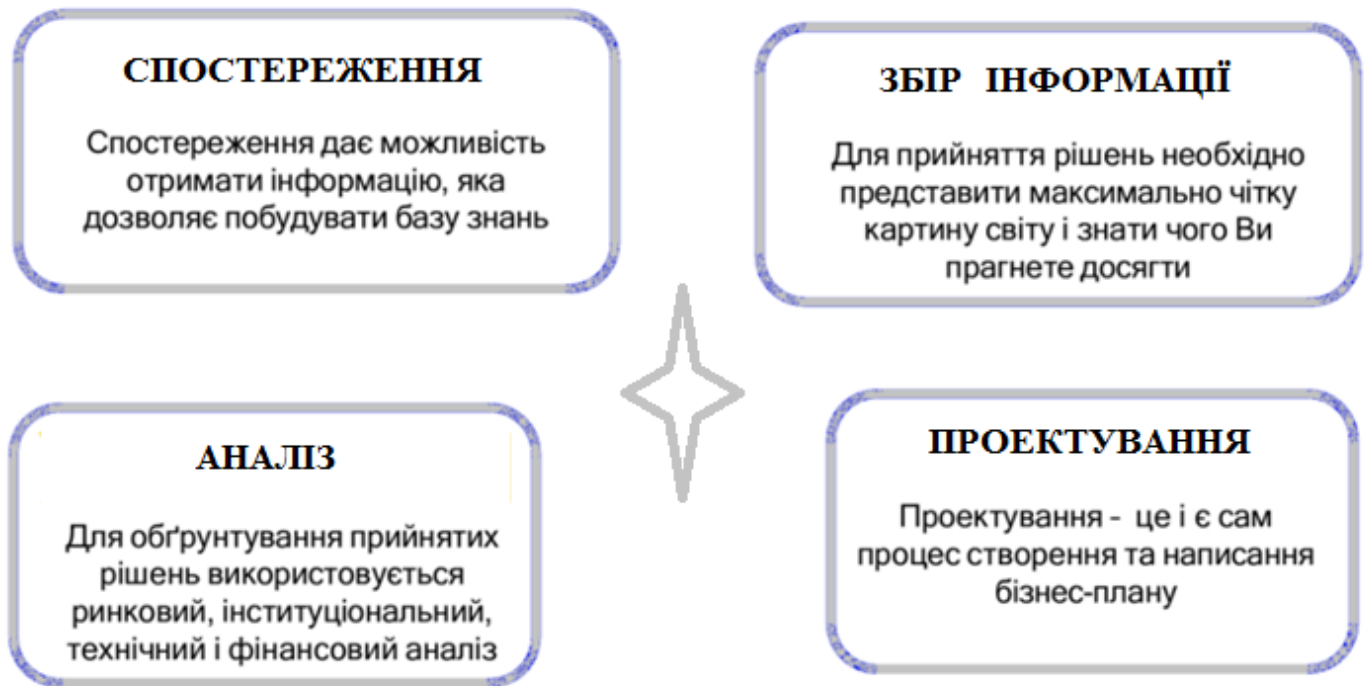 СПОСТЕРЕЖЕННЯ
Спостереження дає можливість
отримати інформацію, яка
дозволяє побудувати базу знань
ЗБІР ІНФОРМАЦІЇ
Для прийняття рішень необхідно
представити максимально чітку
картину світу і знати чого Ви
прагнете досягти
АНАЛІЗ
Для обґрунтування прийнятих
рішень використовується
ринковий, інституціональний,
технічний і фінансовий аналіз
ПРОЕКТУВАННЯ
Проектування - це і є сам
процес створення та написання
бізнес-плану